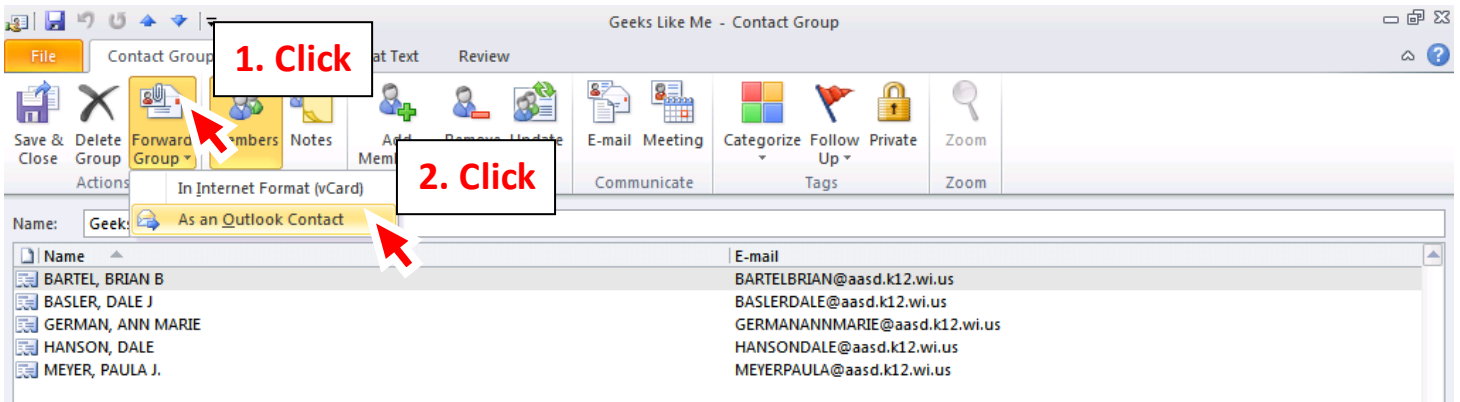 Geeks Like Me - Contact Group
1. Click
File Contact Group at Text Review
Save & Close Delete Group Forward Group Members Notes Add Remove Update E-mail Meeting Categorize Follow Up Private Zoom
2. Click
Actions Communicate Tags Zoom
In Internet Format (vCard)
As an Outlook Contact
Name: Geeks
Name E-mail
BARTEL, BRIAN B BARTELBRIAN@aasd.k12.wi.us
BASLER, DALE J BASLERDALE@aasd.k12.wi.us
GERMAN, ANN MARIE GERMANANNMARIE@aasd.k12.wi.us
HANSON, DALE HANSONDALE@aasd.k12.wi.us
MEYER, PAULA J. MEYERPAULA@aasd.k12.wi.us